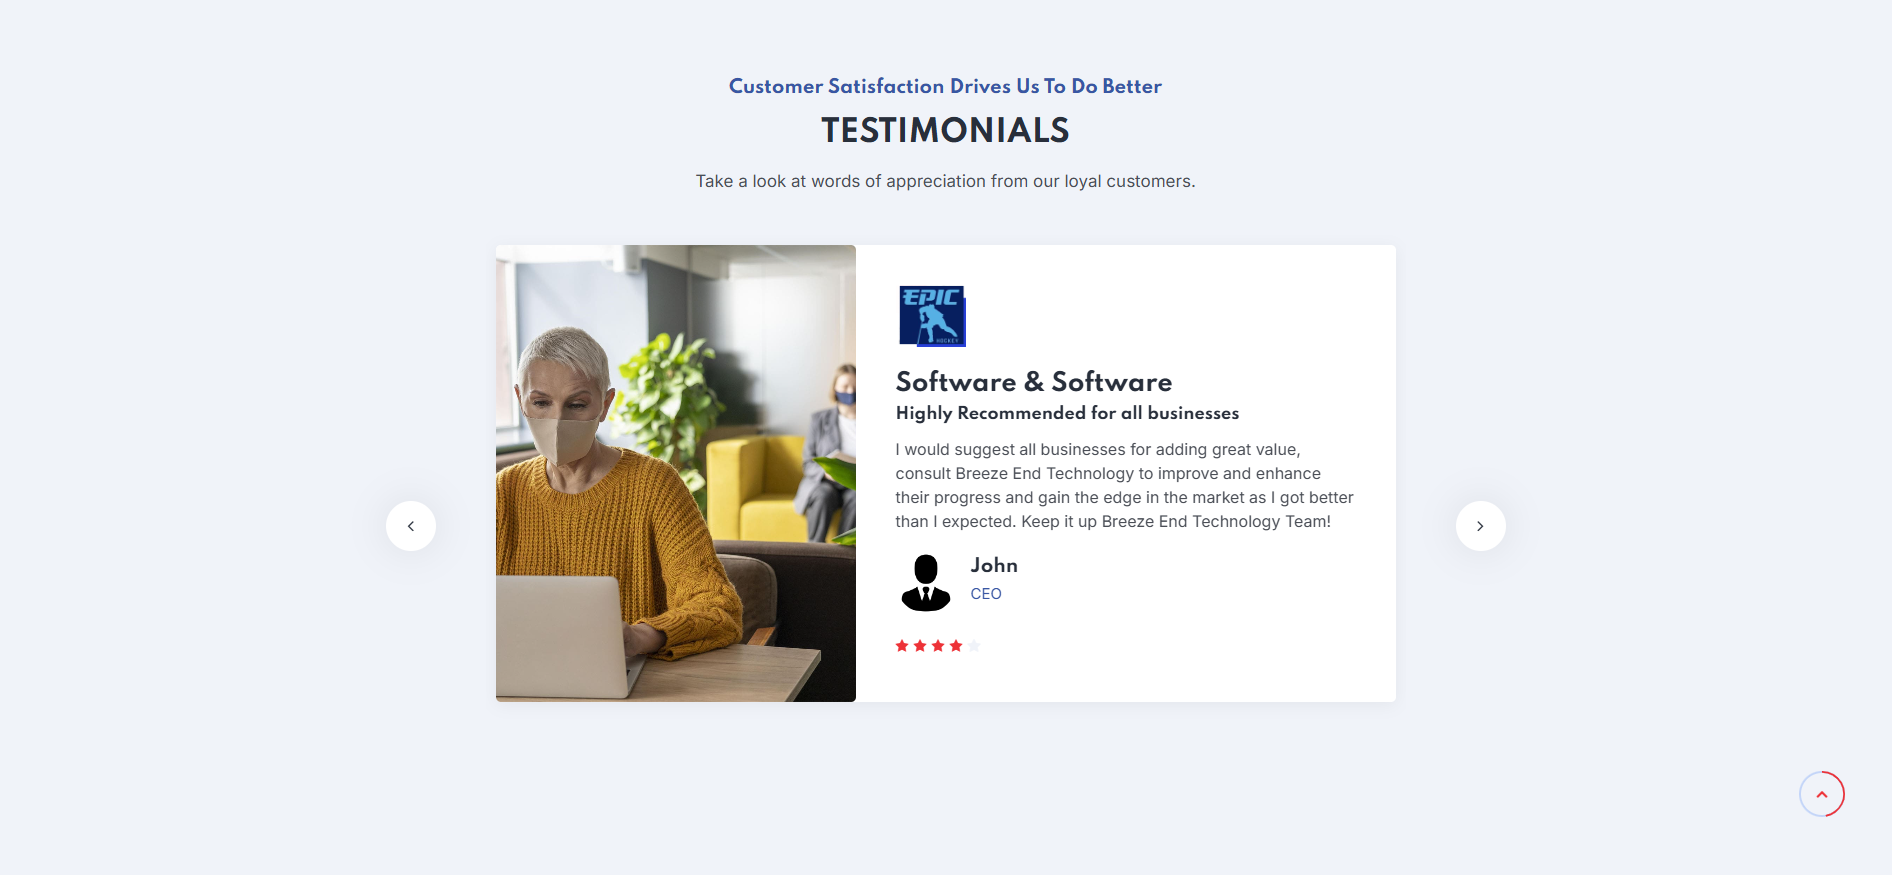 Customer Satisfaction Drives Us To Do Better
TESTIMONIALS
Take a look at words of appreciation from our loyal customers.
EPIC
HOCKEY
Software & Software
Highly Recommended for all businesses
I would suggest all businesses for adding great value,
consult Breeze End Technology to improve and enhance
their progress and gain the edge in the market as I got better
than I expected. Keep it up Breeze End Technology Team!
John
CEO